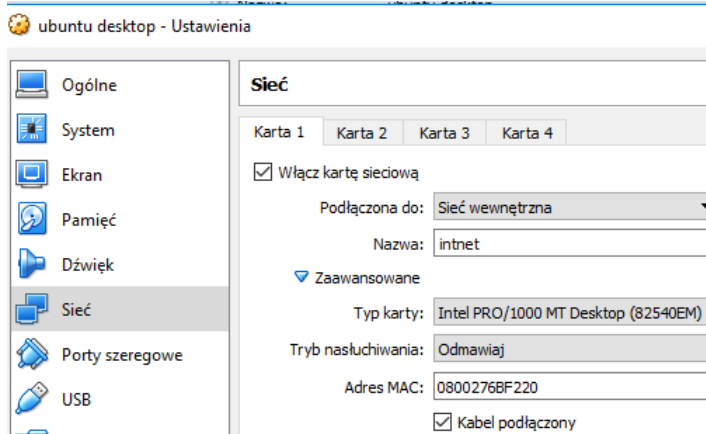 ubuntu desktop - Ustawienia
Ogólne
System
Ekran
Pamięć
Dźwięk
Sieć
Porty szeregowe
USB
Sieć
Karta 1 Karta 2 Karta 3 Karta 4
Włącz kartę sieciową
Podłączona do: Sieć wewnętrzna
Nazwa: intnet
Zaawansowane
Typ karty: Intel PRO/1000 MT Desktop (82540EM)
Tryb nasłuchiwania: Odmawiaj
Adres MAC: 0800276BF220
Kabel podłączony